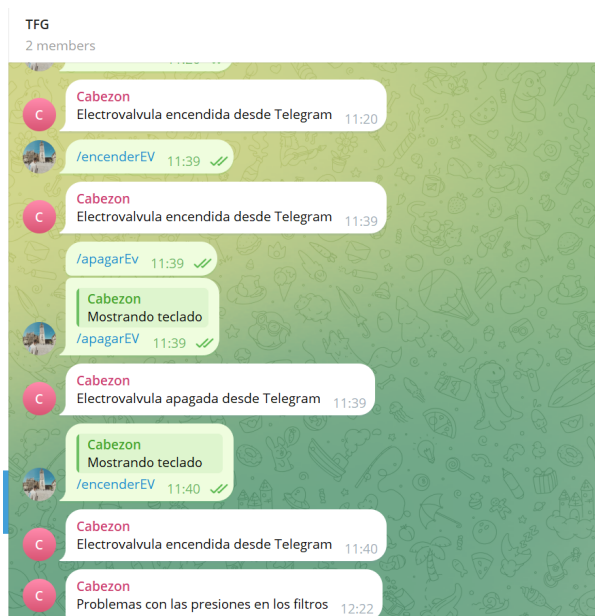 TFG
2 members
Cabezon
Electrovalvula encendida desde Telegram 11:20
C
/encenderEV 11:39
Cabezon
Electrovalvula encendida desde Telegram 11:39
C
/apagarEv 11:39
Cabezon
Mostrando teclado
/apagarEV 11:39
Cabezon
Electrovalvula apagada desde Telegram 11:39
C
Cabezon
Mostrando teclado
/encenderEV 11:40
Cabezon
Electrovalvula encendida desde Telegram 11:40
C
Cabezon
Problemas con las presiones en los filtros 12:22
C